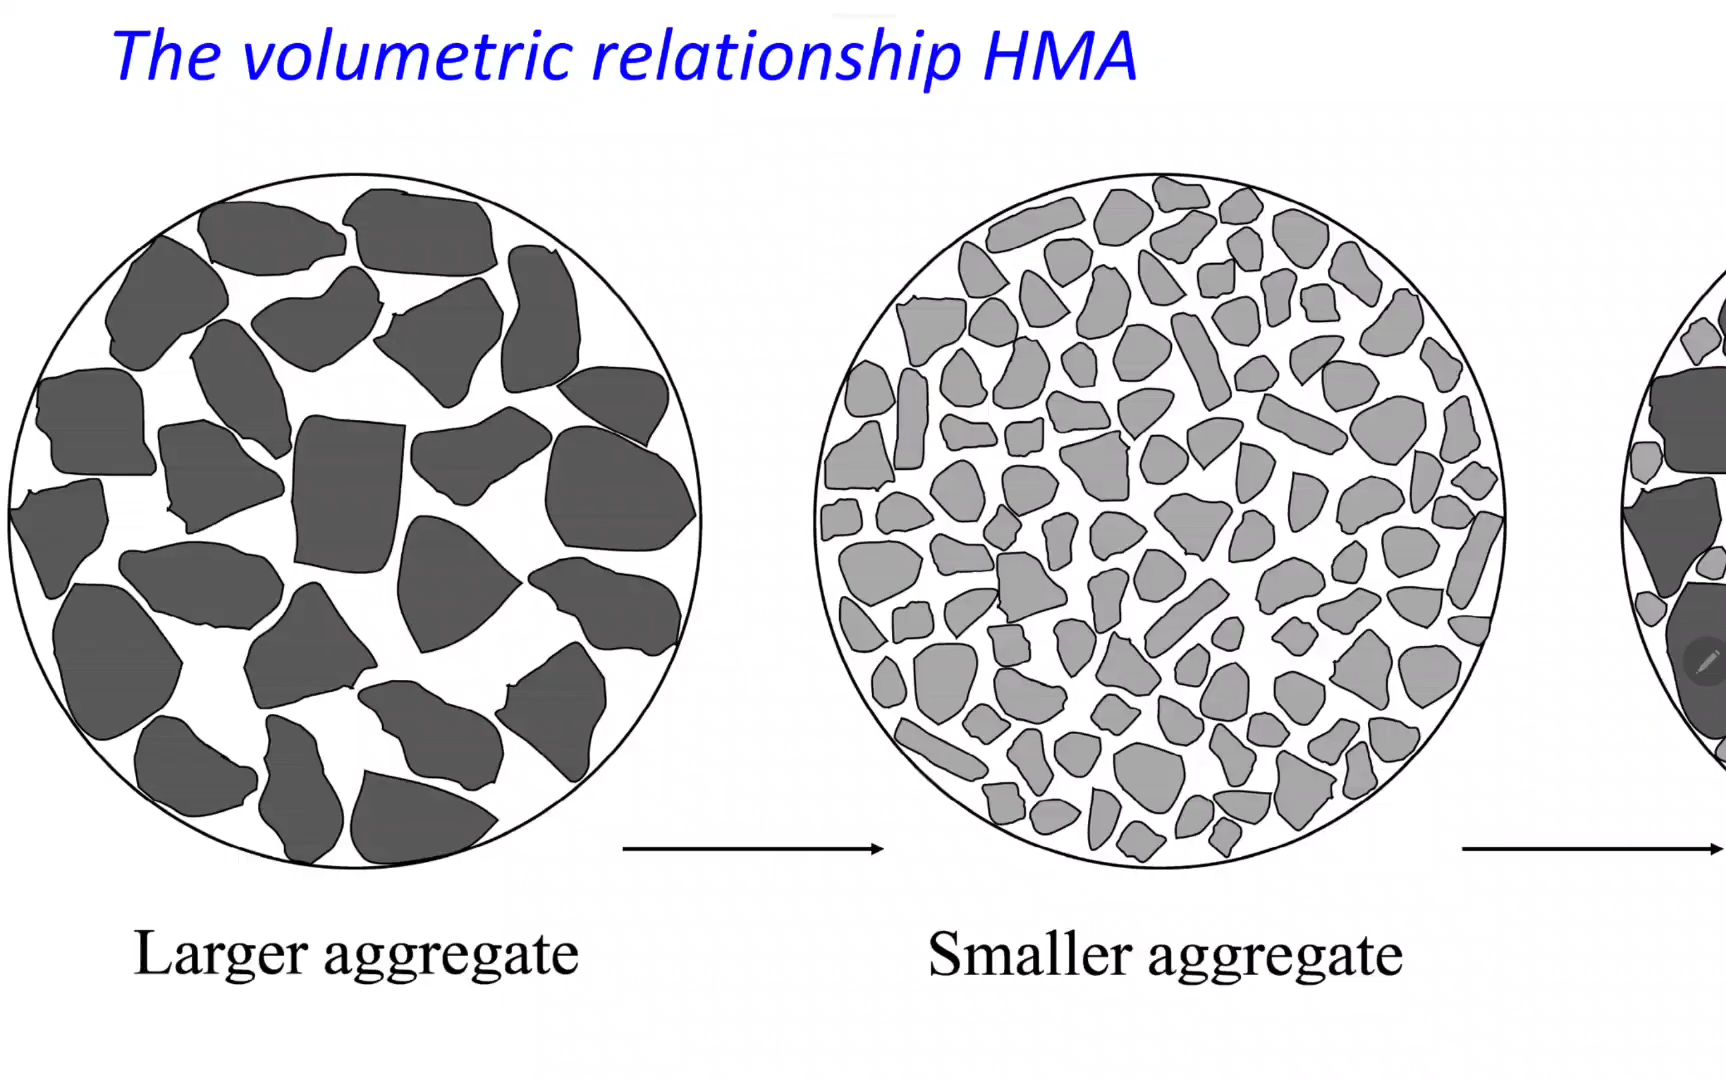 The volumetric relationship HMA
Larger aggregate
Smaller aggregate